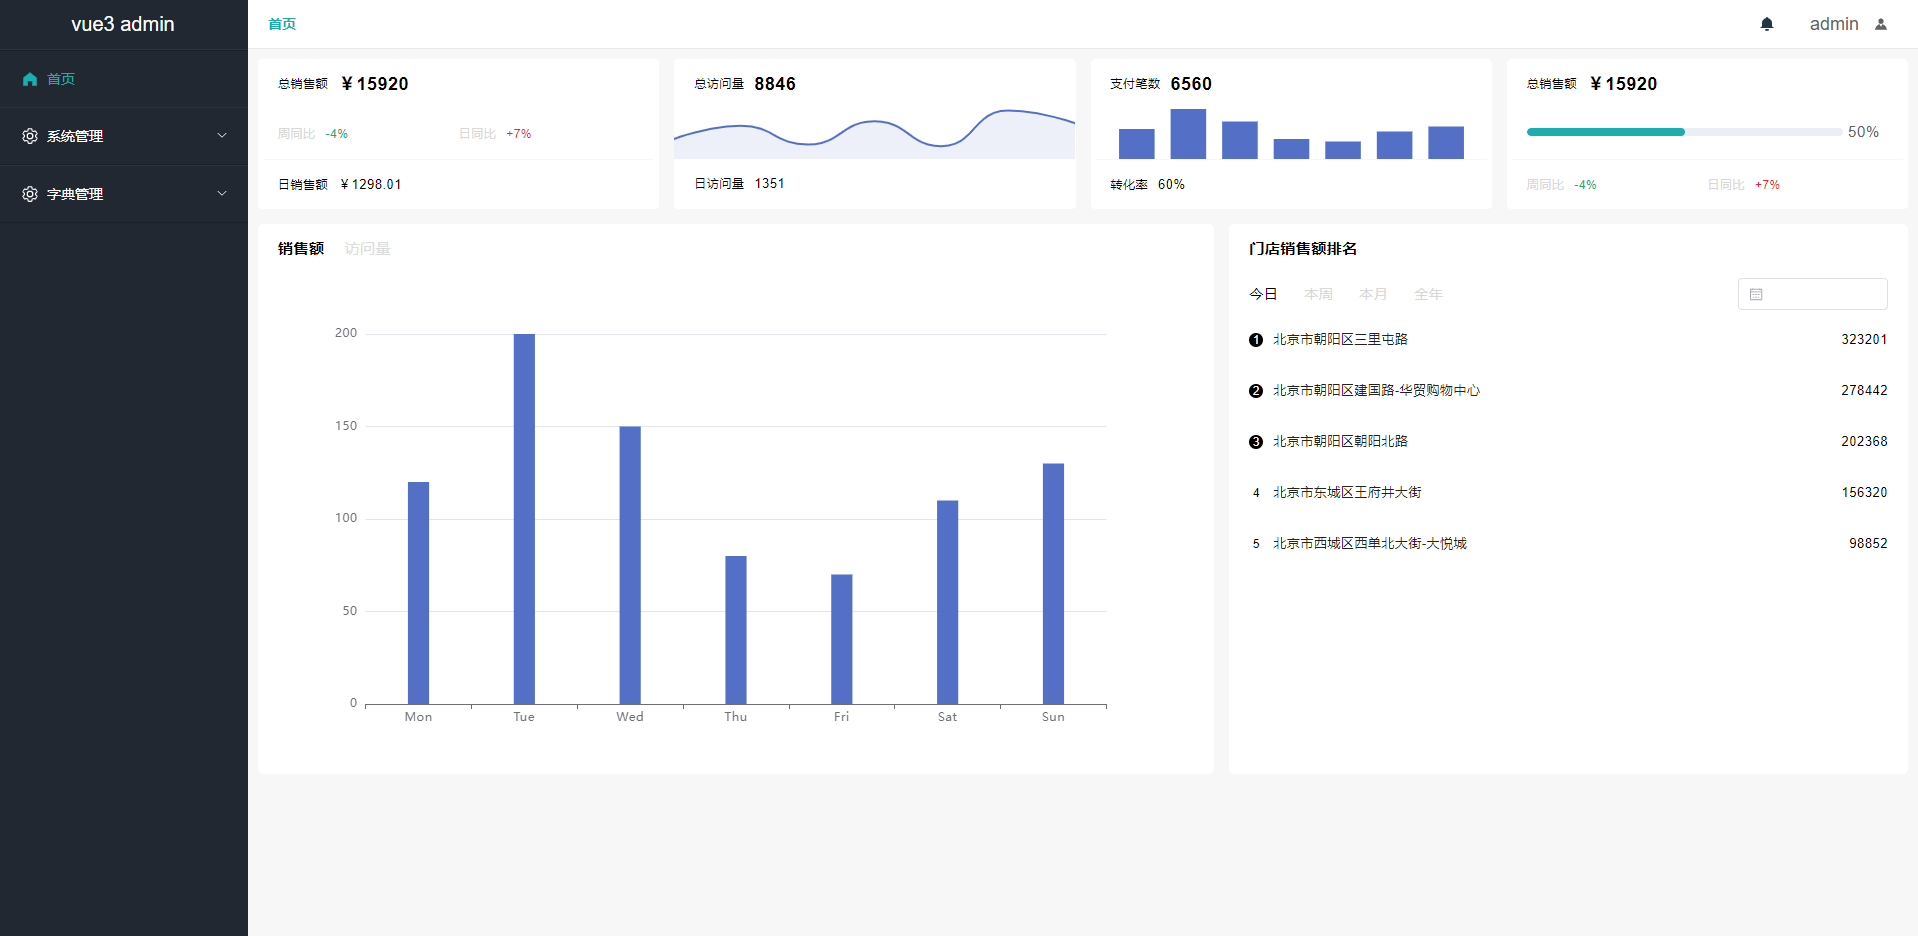 vue3 admin
首页
系统管理
字典管理
首页
admin
总销售额 ¥ 15920
周同比 -4% 日同比 +7%
日销售额 ¥ 1298.01
总访问量 8846
日访问量 1351
支付笔数 6560
转化率 60%
总销售额 ¥ 15920
50%
周同比 -4% 日同比 +7%
销售额 访问量
200
150
100
50
0
Mon Tue Wed Thu Fri Sat Sun
门店销售额排名
今日 本周 本月 全年
1 北京市朝阳区三里屯路 323201
2 北京市朝阳区建国路-华贸购物中心 278442
3 北京市朝阳区朝阳北路 202368
4 北京市东城区王府井大街 156320
5 北京市西城区西单北大街-大悦城 98852